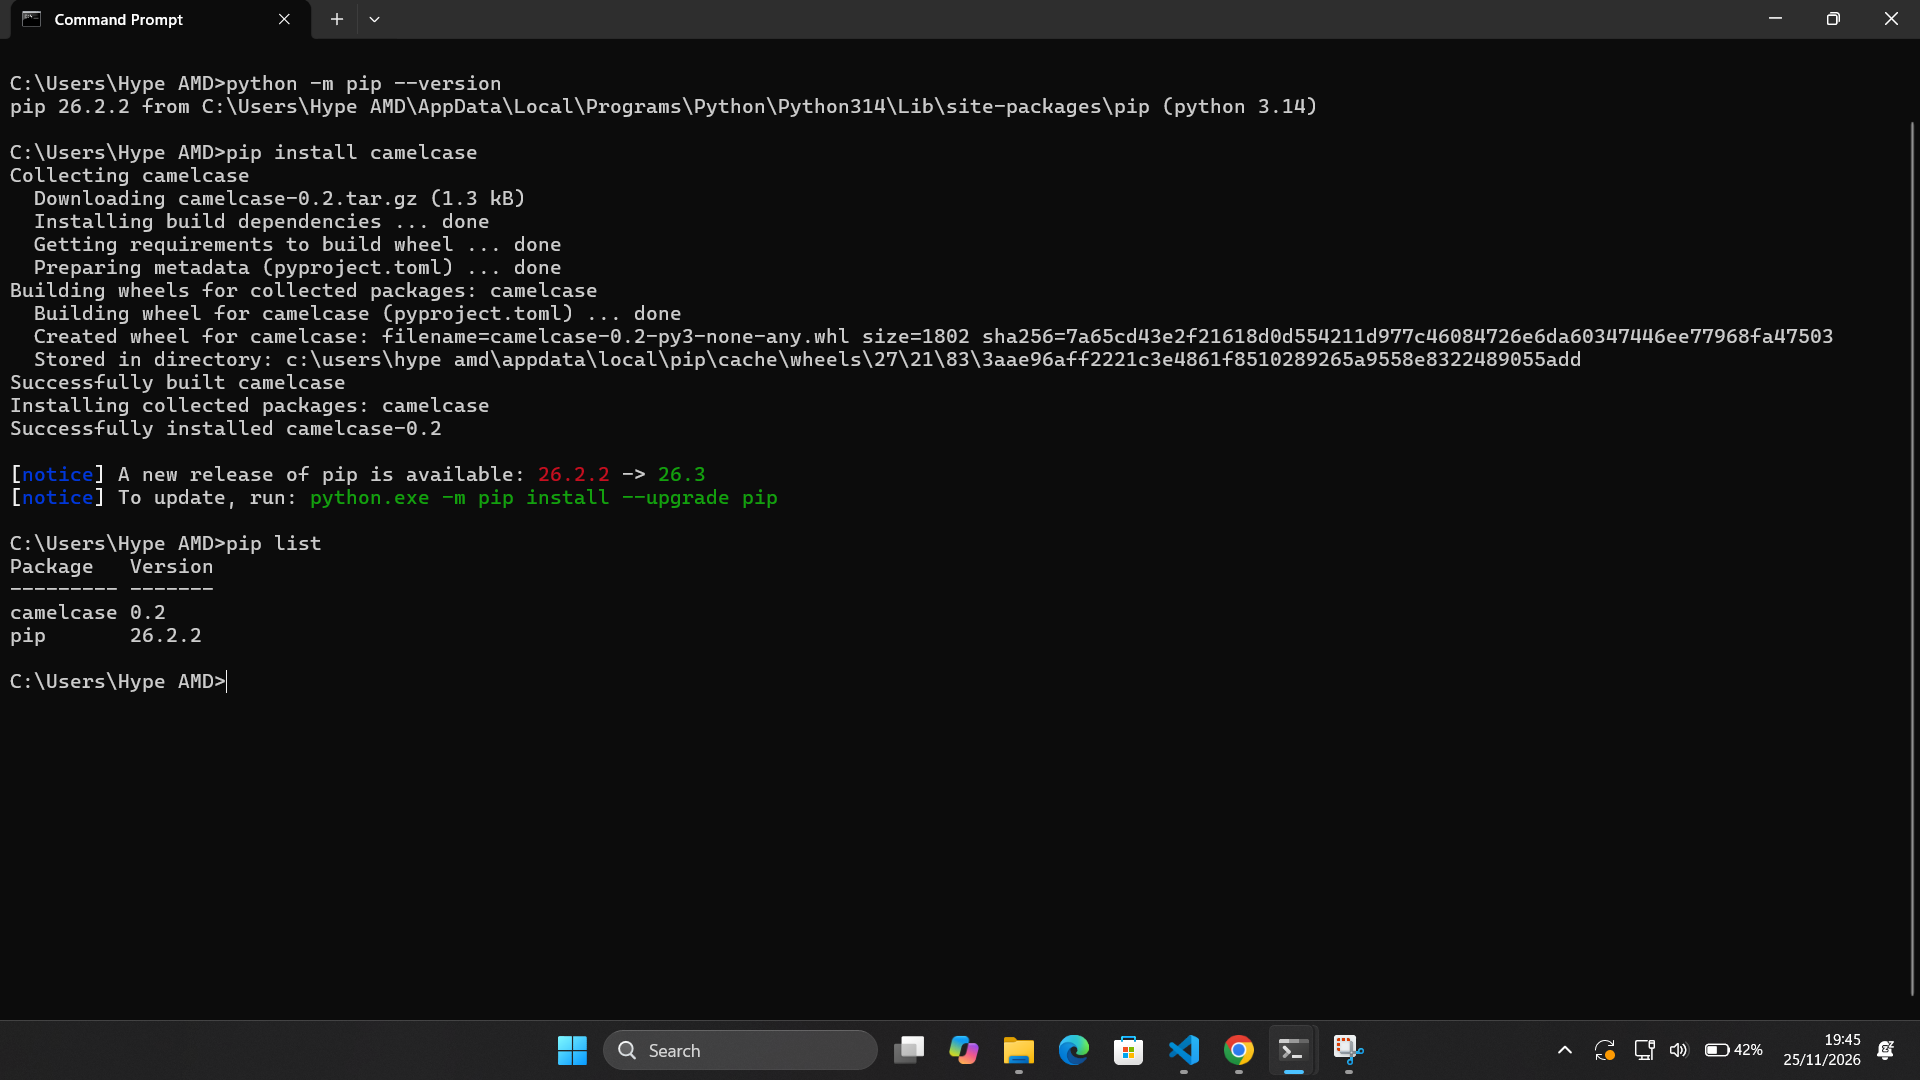 Command Prompt
C:\Users\Hype AMD>python -m pip --version
pip 26.2.2 from C:\Users\Hype AMD\AppData\Local\Programs\Python\Python314\Lib\site-packages\pip (python 3.14)
C:\Users\Hype AMD>pip install camelcase
Collecting camelcase
  Downloading camelcase-0.2.tar.gz (1.3 kB)
  Installing build dependencies ... done
  Getting requirements to build wheel ... done
  Preparing metadata (pyproject.toml) ... done
Building wheels for collected packages: camelcase
  Building wheel for camelcase (pyproject.toml) ... done
  Created wheel for camelcase: filename=camelcase-0.2-py3-none-any.whl size=1802 sha256=7a65cd43e2f21618d0d554211d977c46084726e6da60347446ee77968fa47503
  Stored in directory: c:\users\hype amd\appdata\local\pip\cache\wheels\27\21\83\3aae96aff2221c3e4861f8510289265a9558e8322489055add
Successfully built camelcase
Installing collected packages: camelcase
Successfully installed camelcase-0.2
[notice] A new release of pip is available: 26.2.2 -> 26.3
[notice] To update, run: python.exe -m pip install --upgrade pip
C:\Users\Hype AMD>pip list
Package   Version
--------- -------
camelcase 0.2
pip       26.2.2
C:\Users\Hype AMD>
Search
42%
19:45
25/11/2026